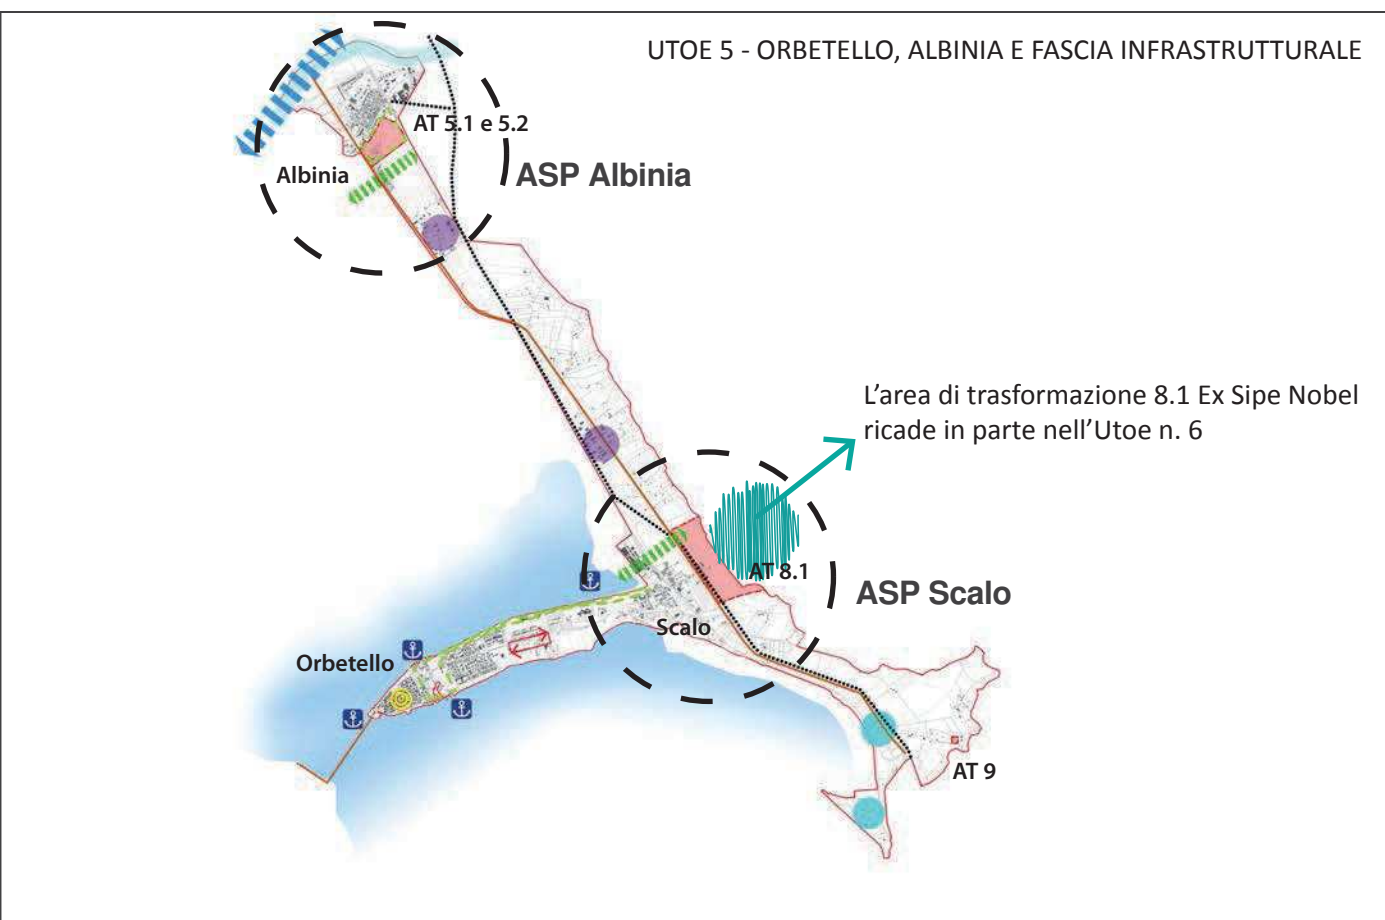 UTOE 5 - ORBETELLO, ALBINIA E FASCIA INFRASTRUTTURALE
AT 5.1 e 5.2
Albinia
ASP Albinia
L'area di trasformazione 8.1 Ex Sipe Nobel
ricade in parte nell'Utoe n. 6
AT 8.1
ASP Scalo
Scalo
Orbetello
AT 9